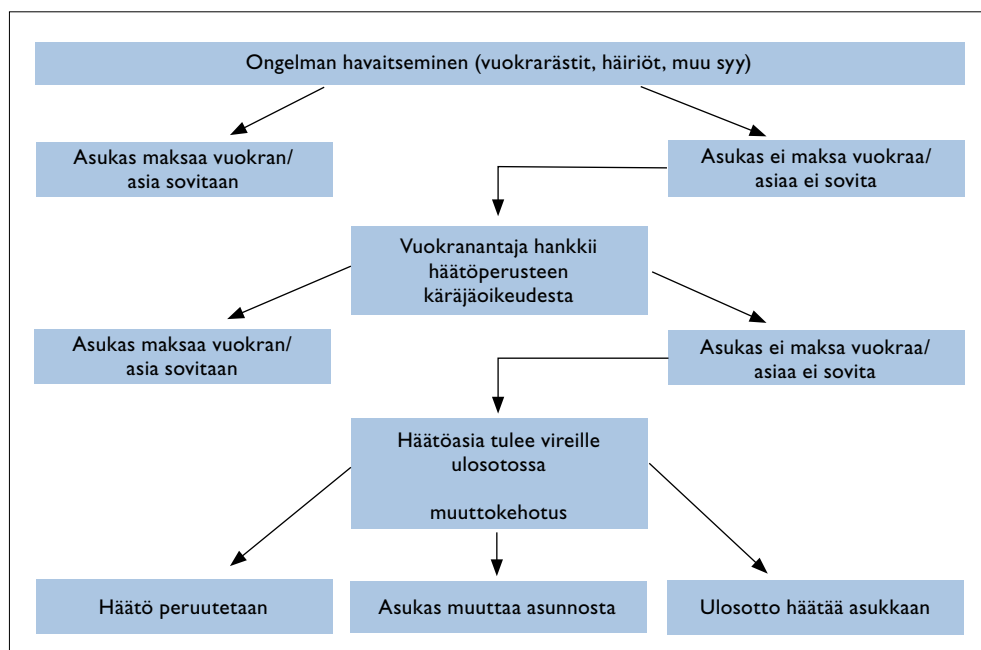 Ongelman havaitseminen (vuokrarästit, häiriöt, muu syy)
Asukas maksaa vuokran/
asia sovitaan
Asukas ei maksa vuokraa/
asiaa ei sovita
Vuokranantaja hankkii
häätöperusteen
käräjäoikeudesta
Asukas maksaa vuokran/
asia sovitaan
Asukas ei maksa vuokraa/
asiaa ei sovita
Häätöasia tulee vireille
ulosotossa
muuttokehotus
Häätö peruutetaan
Asukas muuttaa asunnosta
Ulosotto häätää asukkaan